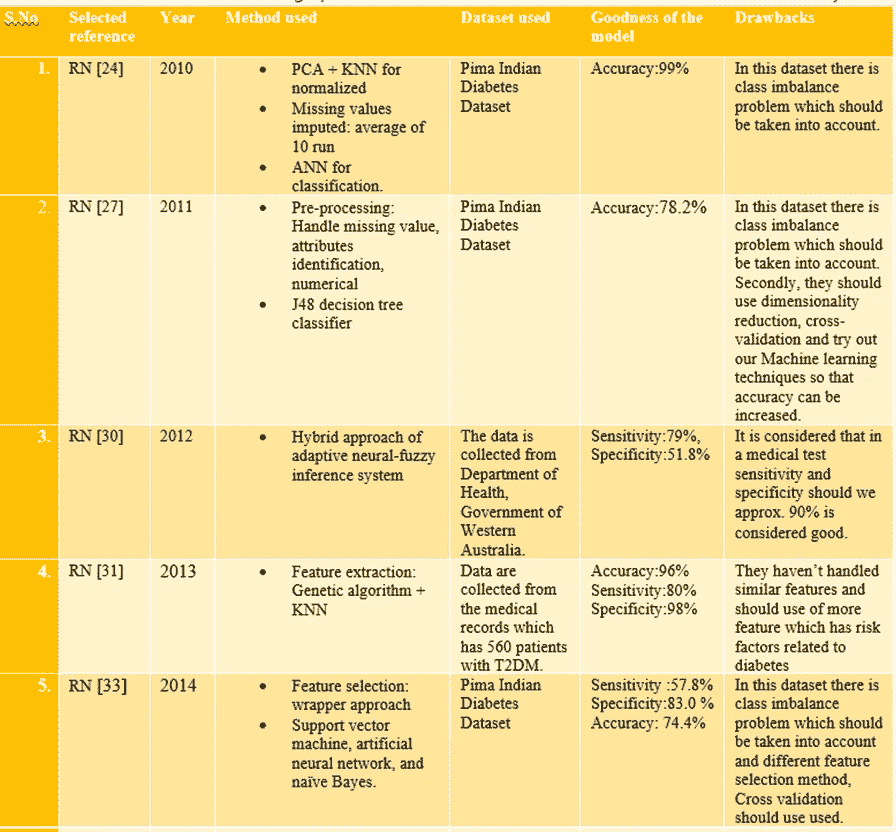 S.No
Selected
reference
Year
Method used
Dataset used
Goodness of the
model
Drawbacks
1.
RN [24]
2010
• PCA + KNN for
normalized
• Missing values
imputed: average of
10 run
• ANN for
classification.
Pima Indian
Diabetes
Dataset
Accuracy:99%
In this dataset there is
class imbalance
problem which should
be taken into account.
2.
RN [27]
2011
• Pre-processing:
Handle missing value,
attributes
identification,
numerical
• J48 decision tree
classifier
Pima Indian
Diabetes
Dataset
Accuracy:78.2%
In this dataset there is
class imbalance
problem which should
be taken into account.
Secondly, they should
use dimensionality
reduction, cross-
validation and try out
our Machine learning
techniques so that
accuracy can be
increased.
3.
RN [30]
2012
• Hybrid approach of
adaptive neural-fuzzy
inference system
The data is
collected from
Department of
Health,
Government of
Western
Australia.
Sensitivity:79%,
Specificity:51.8%
It is considered that in
a medical test
sensitivity and
specificity should we
approx. 90% is
considered good.
4.
RN [31]
2013
• Feature extraction:
Genetic algorithm +
KNN
Data are
collected from
the medical
records which
has 560 patients
with T2DM.
Accuracy:96%
Sensitivity:80%
Specificity:98%
They haven't handled
similar features and
should use of more
feature which has risk
factors related to
diabetes
5.
RN [33]
2014
• Feature selection:
wrapper approach
• Support vector
machine, artificial
neural network, and
naïve Bayes.
Pima Indian
Diabetes
Dataset
Sensitivity :57.8%
Specificity:83.0 %
Accuracy: 74.4%
In this dataset there is
class imbalance
problem which should
be taken into account
and different feature
selection method,
Cross validation
should use used.